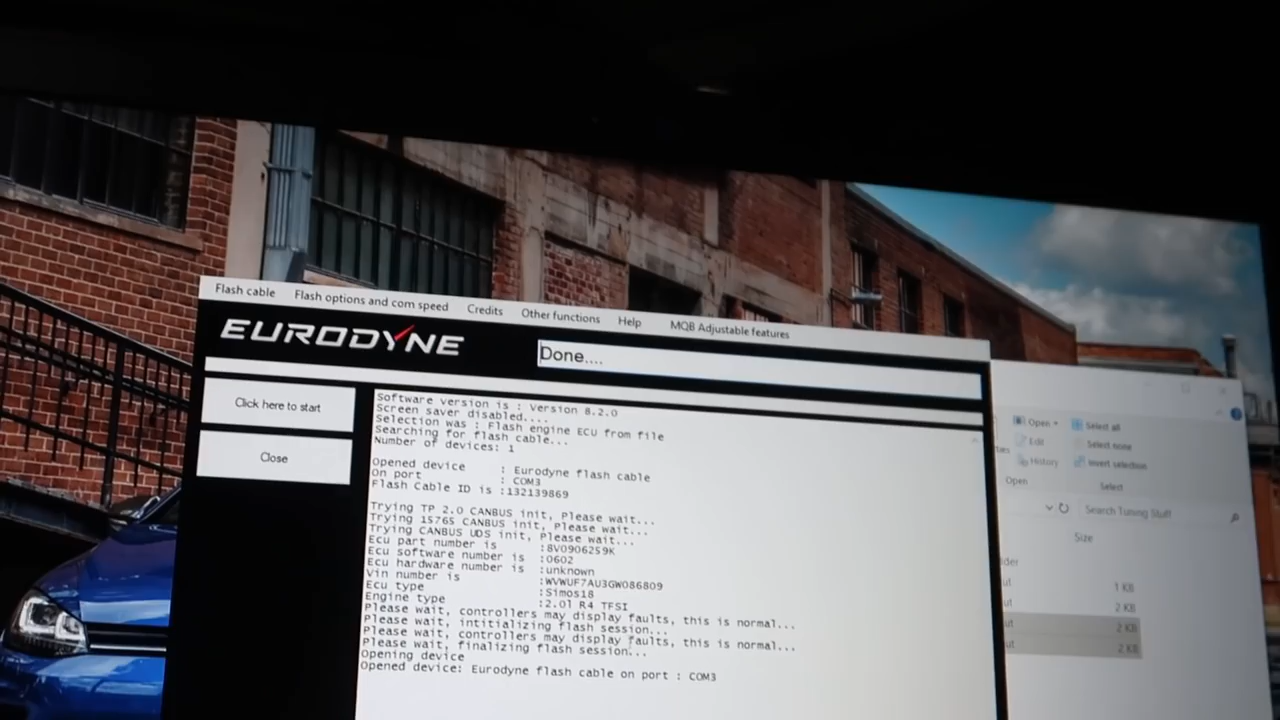 Flash cable
Flash options and com speed
Credits
Other functions
Help
MQB Adjustable features
EURODYNE
Done....
Click here to start
Close
Software version is : Version 8.2.0
Screen saver disabled....
Selection was : Flash engine ECU from file
Searching for flash cable...
Number of devices: 1
Opened device : Eurodyne flash cable
On port : COM3
Flash Cable ID is :132139869
Trying TP 2.0 CANBUS init, Please wait...
Trying 15765 CANBUS init, Please wait...
Trying CANBUS UDS init, Please wait...
Ecu part number is :8V0906259K
Ecu software number is :0602
Ecu hardware number is :unknown
Vin number is :WVWUF7AU3GW086809
Ecu type :Simos18
Engine type :2.0l R4 TFSI
Please wait, controllers may display faults, this is normal...
Please wait, intitializing flash session...
Please wait, controllers may display faults, this is normal...
Please wait, finalizing flash session...
Opening device
Opened device: Eurodyne flash cable on port : COM3
Open
Edit
History
Open
Select all
Select none
Invert selection
Select
Search Tuning Stuff
Size
1 KB
2 KB
2 KB
2 KB